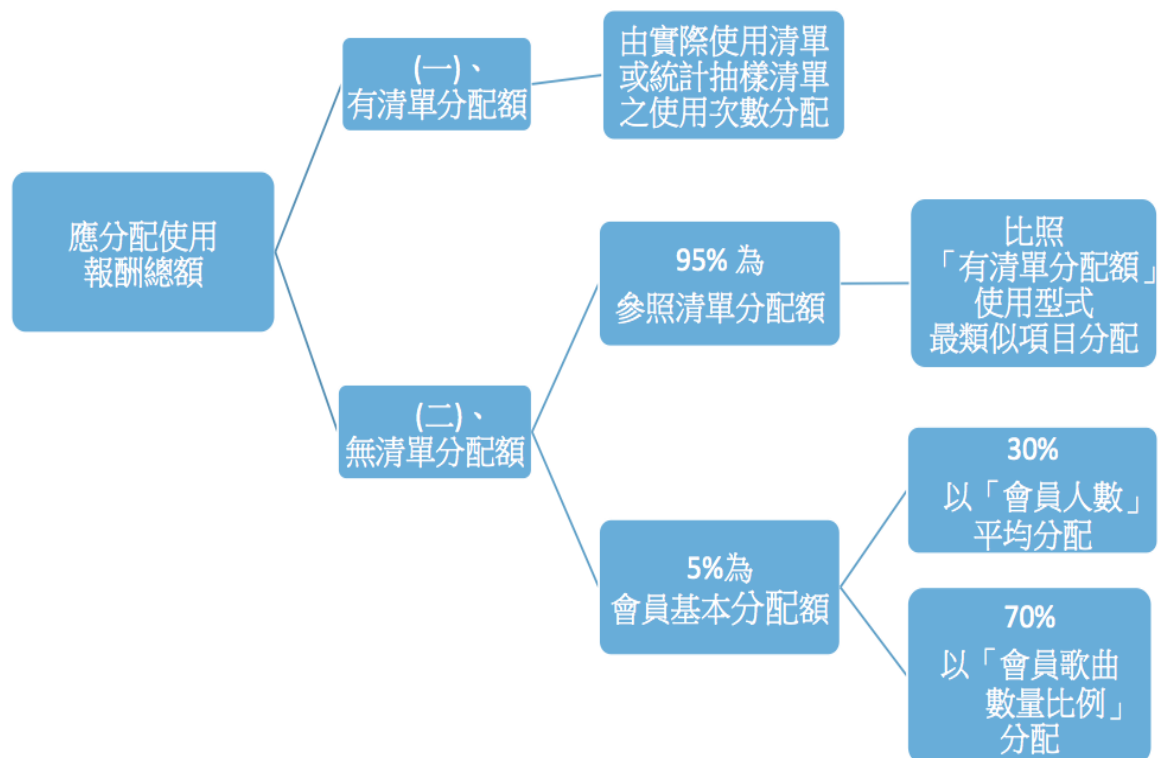 應分配使用
報酬總額
(一)、
有清單分配額
由實際使用清單
或統計抽樣清單
之使用次數分配
(二)、
無清單分配額
95% 為
參照清單分配額
比照
「有清單分配額」
使用型式
最類似項目分配
5%為
會員基本分配額
30%
以「會員人數」
平均分配
70%
以「會員歌曲
數量比例」
分配